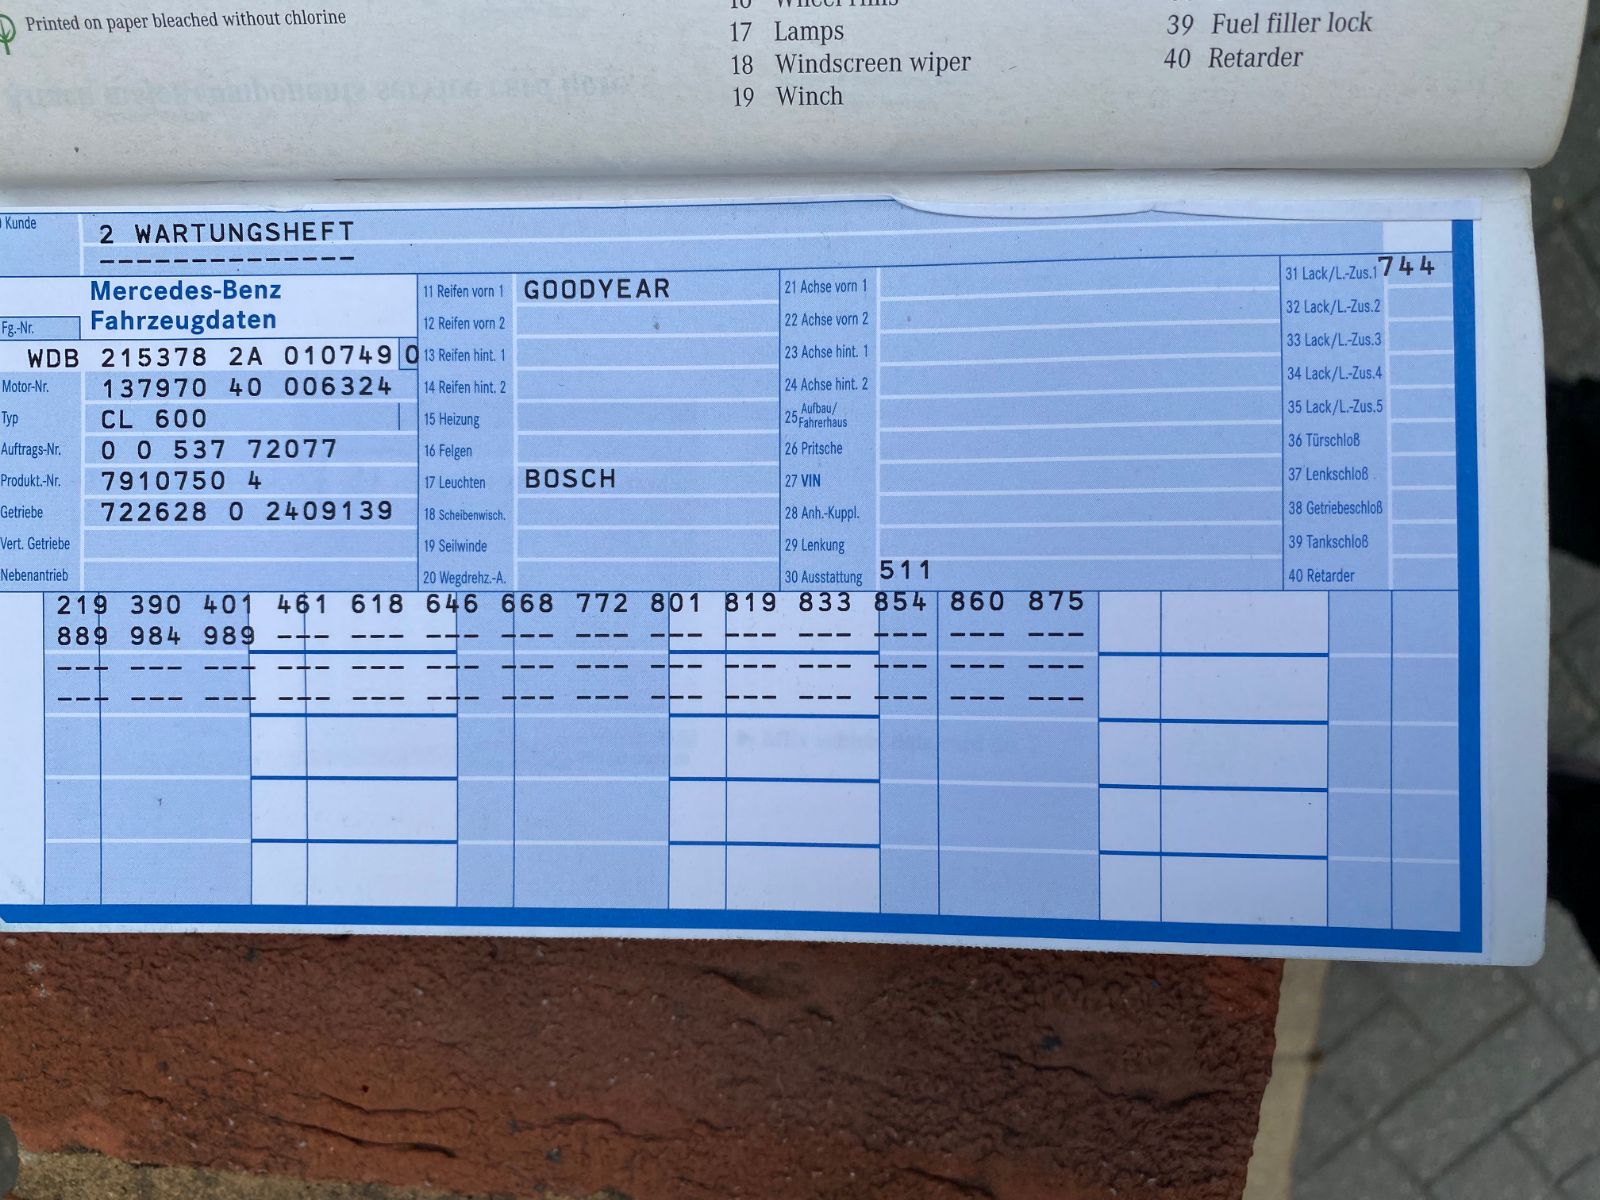 Printed on paper bleached without chlorine
17 Lamps
18 Windscreen wiper
19 Winch
39 Fuel filler lock
40 Retarder
Kunde
2 WARTUNGSHEFT
--------------
Mercedes-Benz
Fahrzeugdaten
Fg.-Nr.
WDB 215378 2A 010749 0
Motor-Nr. 137970 40 006324
Typ CL 600
Auftrags-Nr. 0 0 537 72077
Produkt.-Nr. 7910750 4
Getriebe 722628 0 2409139
Vert. Getriebe
Nebenantrieb
11 Reifen vorn 1 GOODYEAR
12 Reifen vorn 2
13 Reifen hint. 1
14 Reifen hint. 2
15 Heizung
16 Felgen
17 Leuchten BOSCH
18 Scheibenwisch.
19 Seilwinde
20 Wegdrehz.-A.
21 Achse vorn 1
22 Achse vorn 2
23 Achse hint. 1
24 Achse hint. 2
25 Aufbau/
Fahrerhaus
26 Pritsche
27 VIN
28 Anh.-Kuppl.
29 Lenkung
30 Ausstattung 511
31 Lack/L.-Zus.1 744
32 Lack/L.-Zus.2
33 Lack/L.-Zus.3
34 Lack/L.-Zus.4
35 Lack/L.-Zus.5
36 Türschloß
37 Lenkschloß
38 Getriebeschloß
39 Tankschloß
40 Retarder
219 390 401 461 618 646 668 772 801 819 833 854 860 875
889 984 989 --- --- --- --- --- --- --- --- --- --- ---
--- --- --- --- --- --- --- --- --- --- --- --- --- ---
--- --- --- --- --- --- --- --- --- --- --- --- --- ---